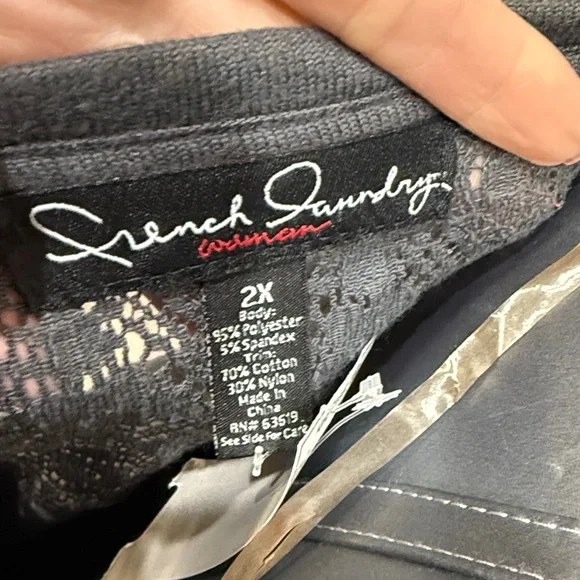 French Laundry
woman
2X
Body:
95% Polyester
5% Spandex
Trim:
70% Cotton
30% Nylon
Made In
China
RN# 63619
See Side For Care